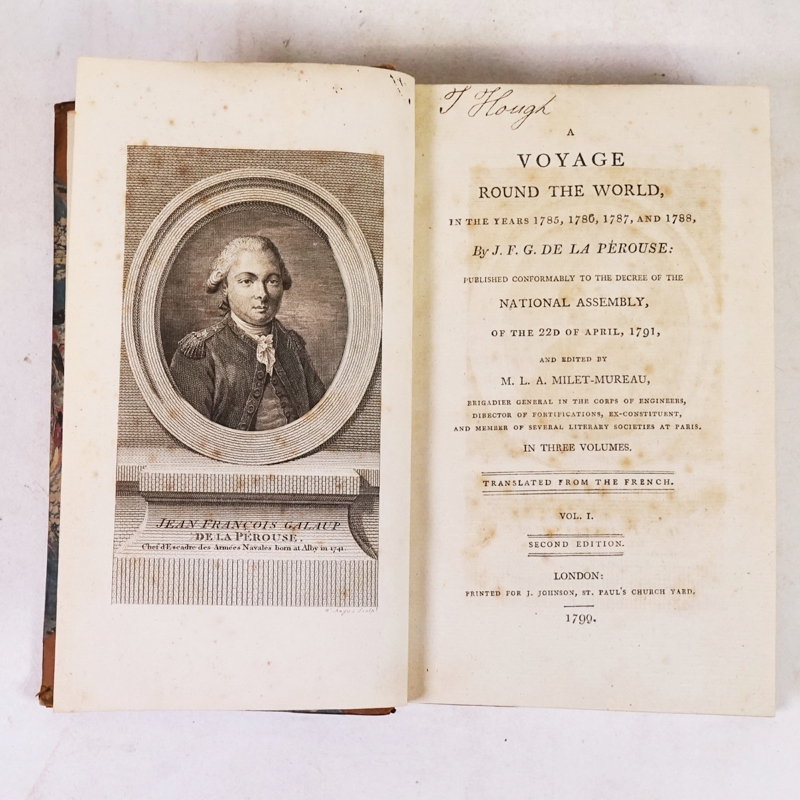 JEAN FRANÇOIS GALAUP
DE LA PÉROUSE,
Chef d'Escadre des Armées Navales born at Alby in 1741.
T Hough
A
VOYAGE
ROUND THE WORLD,
IN THE YEARS 1785, 1786, 1787, AND 1788,
By J. F. G. DE LA PÉROUSE:
PUBLISHED CONFORMABLY TO THE DECREE OF THE
NATIONAL ASSEMBLY,
OF THE 22D OF APRIL, 1791,
AND EDITED BY
M. L. A. MILET-MUREAU,
BRIGADIER GENERAL IN THE CORPS OF ENGINEERS,
DIRECTOR OF FORTIFICATIONS, EX-CONSTITUENT,
AND MEMBER OF SEVERAL LITERARY SOCIETIES AT PARIS.
IN THREE VOLUMES.
TRANSLATED FROM THE FRENCH.
VOL. I.
SECOND EDITION.
LONDON:
PRINTED FOR J. JOHNSON, ST. PAUL'S CHURCH YARD.
1799.